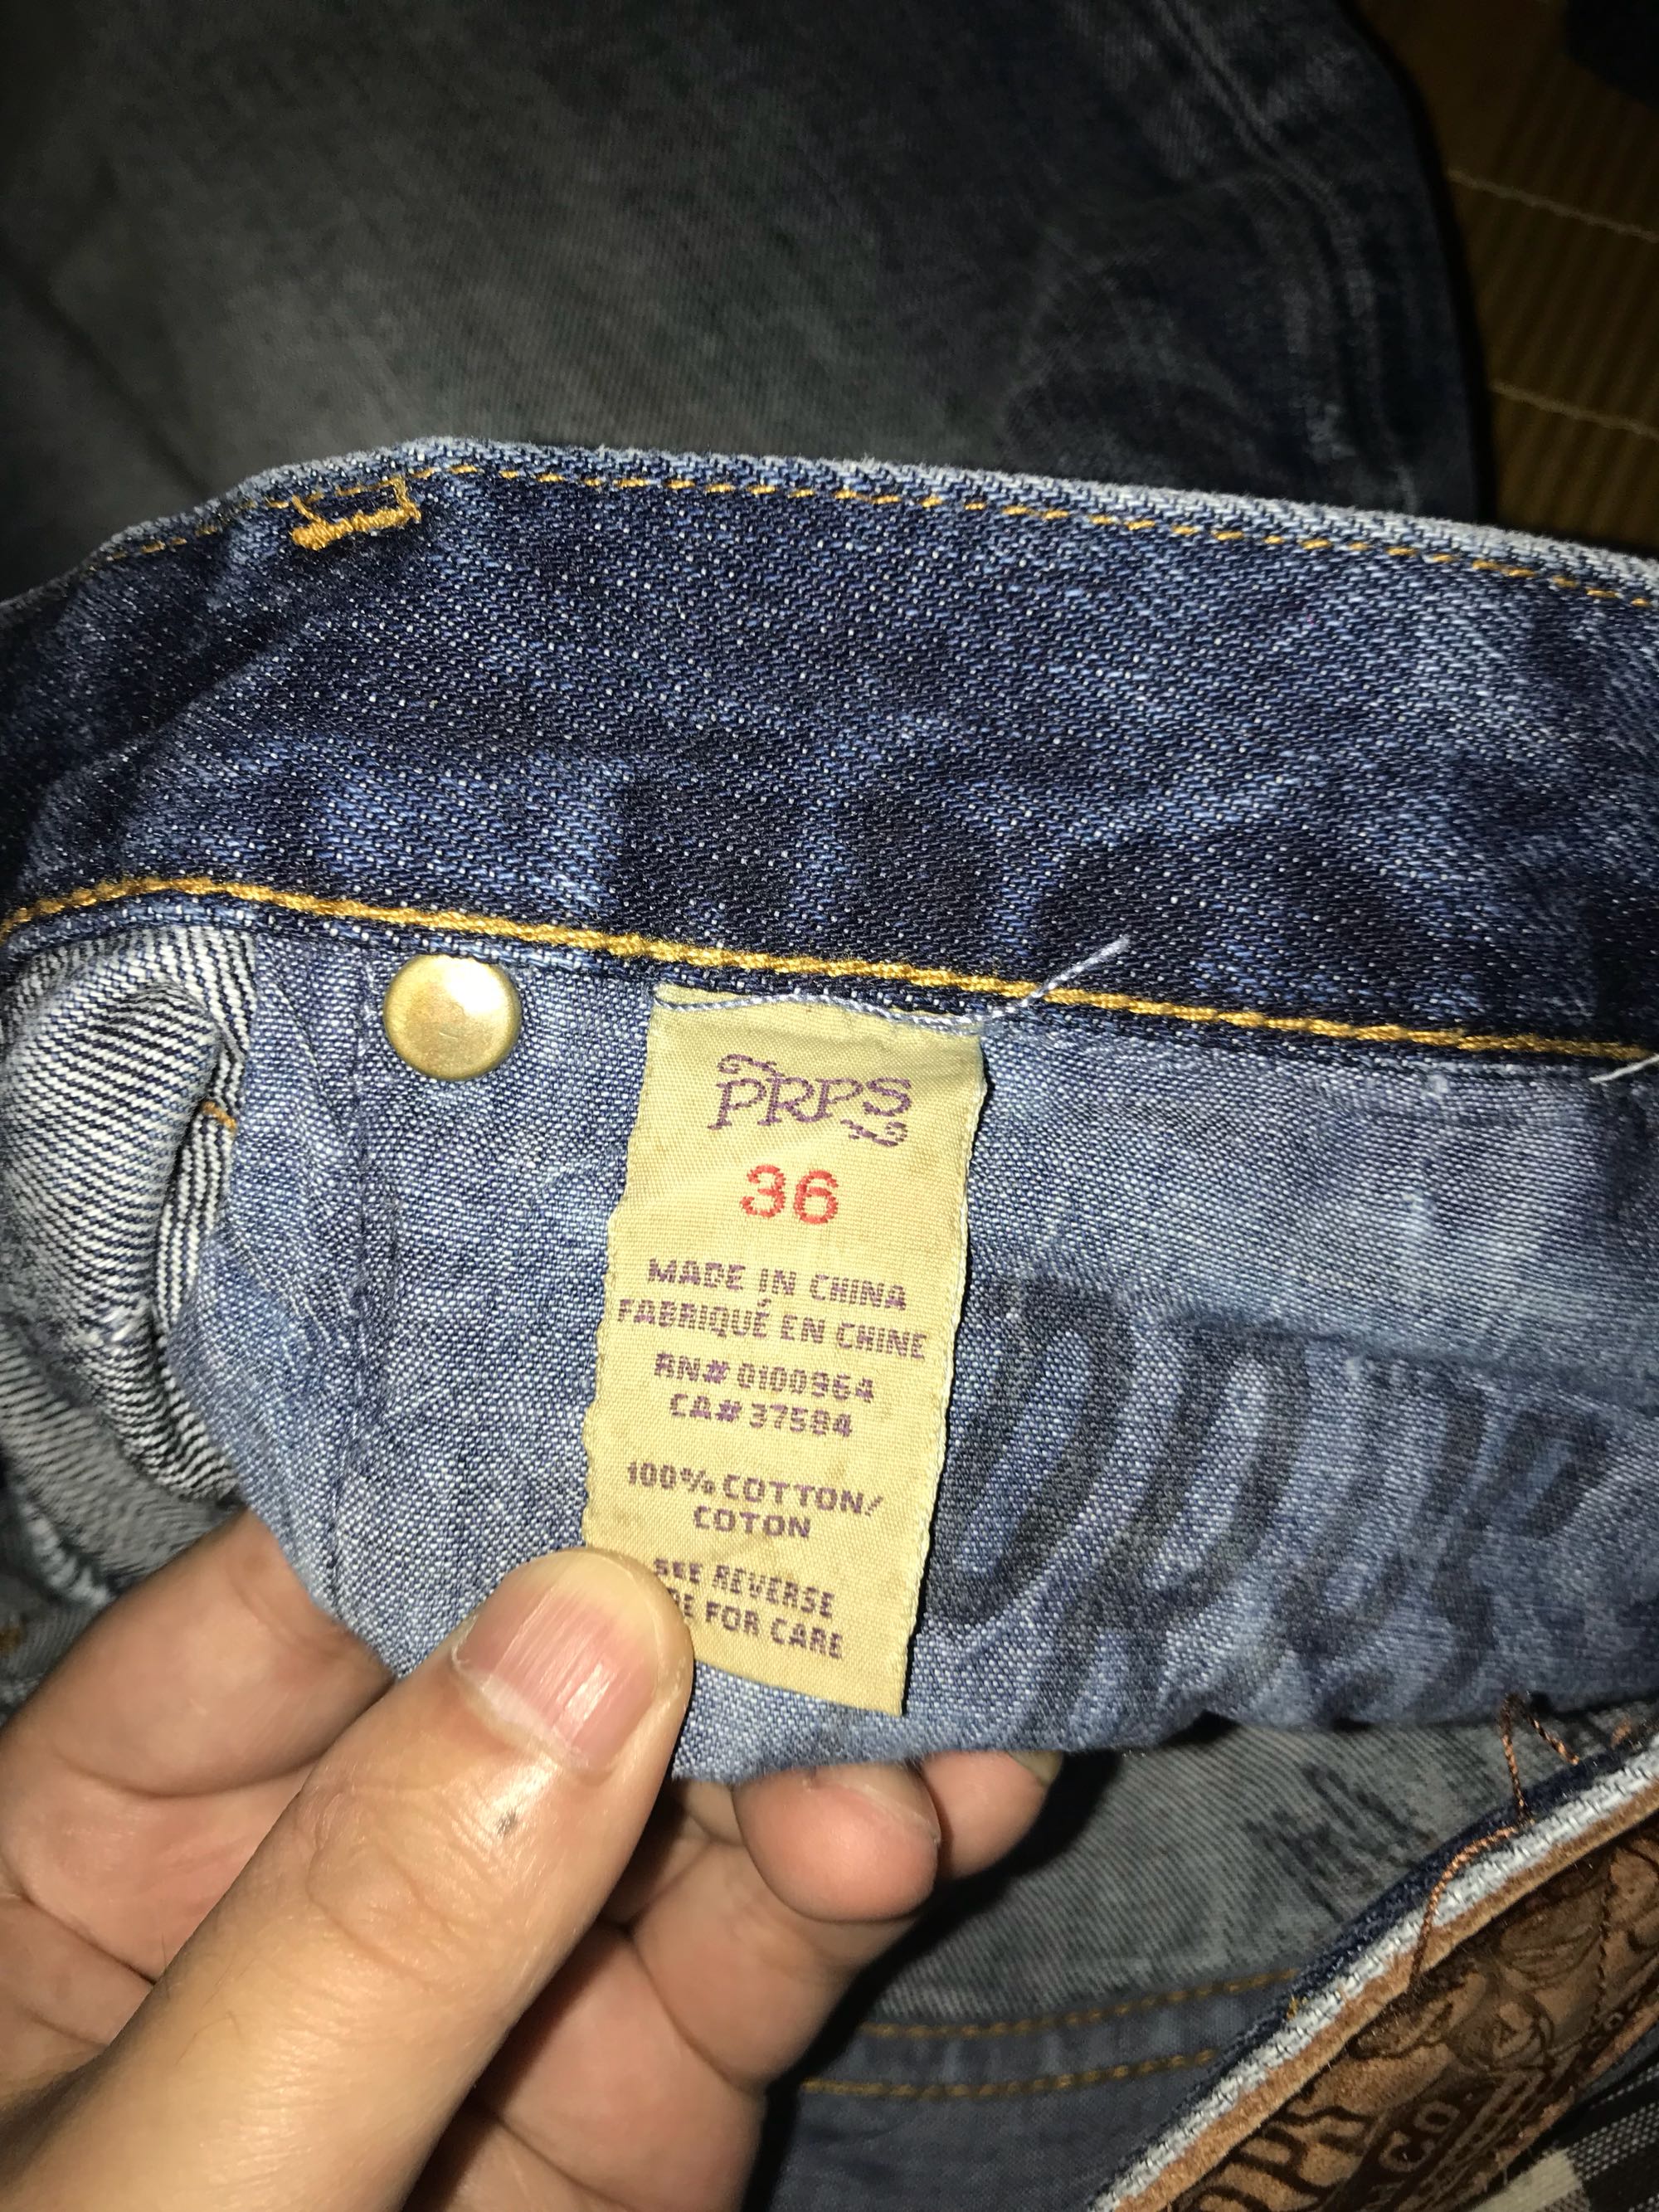 PRPS
36
MADE IN CHINA
FABRIQUÉ EN CHINE
RN# 0100964
CA# 37584
100% COTTON/
COTON
SEE REVERSE
FOR CARE
CO